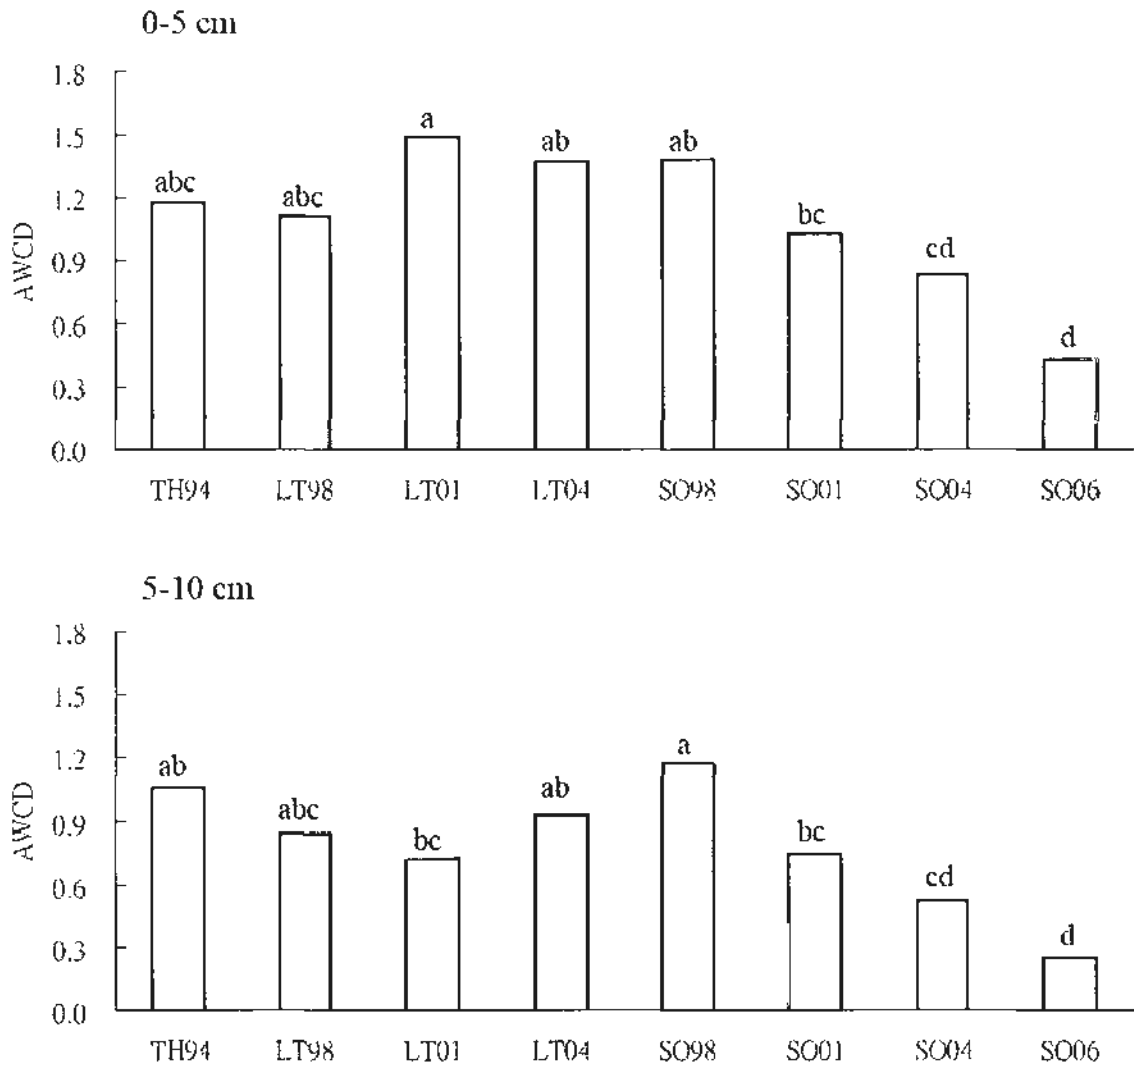 0-5 cm
1.8
1.5
1.2
0.9
0.6
0.3
0.0
AWCD
abc
abc
a
ab
ab
bc
cd
d
TH94 LT98 LT01 LT04 SO98 SO01 SO04 SO06
5-10 cm
1.8
1.5
1.2
0.9
0.6
0.3
0.0
AWCD
ab
abc
bc
ab
a
bc
cd
d
TH94 LT98 LT01 LT04 SO98 SO01 SO04 SO06